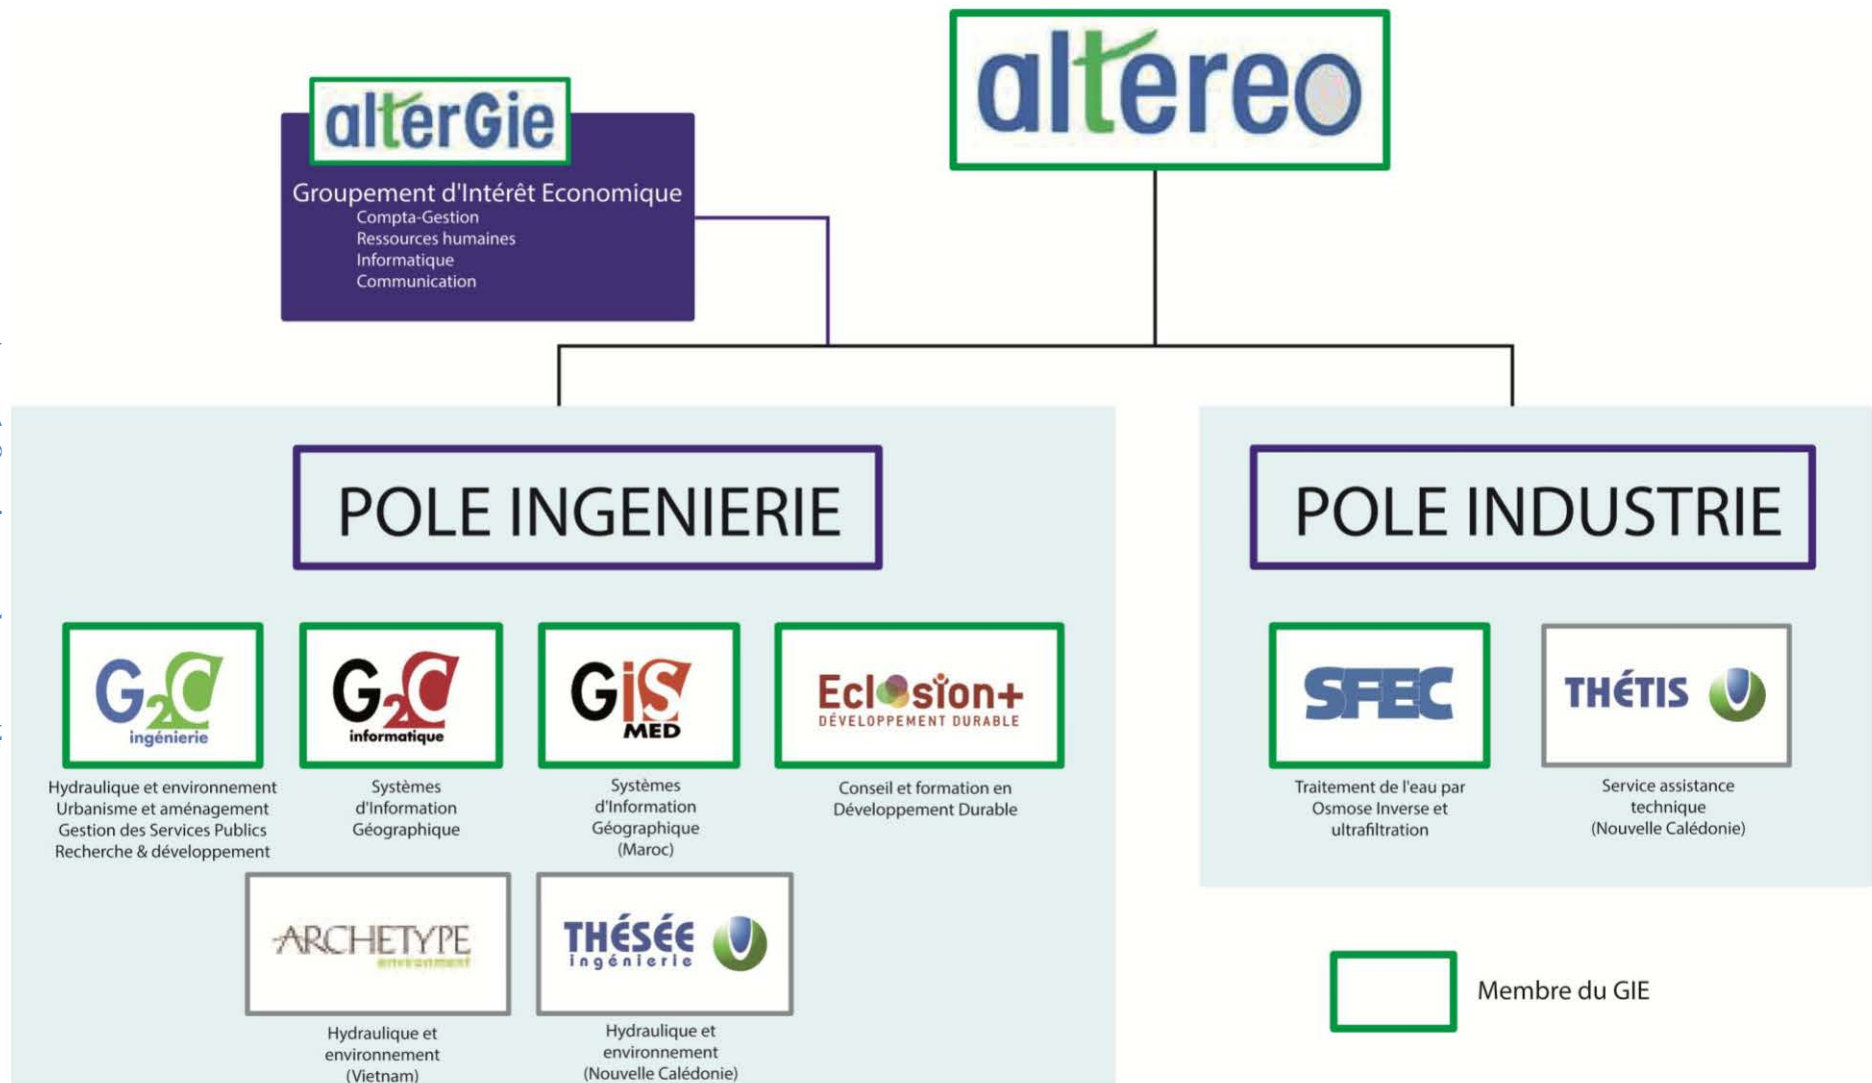 altereo
alterGie
Groupement d'Intérêt Economique
Compta-Gestion
Ressources humaines
Informatique
Communication
POLE INGENIERIE
G2C
ingénierie
Hydraulique et environnement
Urbanisme et aménagement
Gestion des Services Publics
Recherche & développement
G2C
informatique
Systèmes
d'Information
Géographique
GiS
MED
Systèmes
d'Information
Géographique
(Maroc)
Eclosion+
DÉVELOPPEMENT DURABLE
Conseil et formation en
Développement Durable
ARCHETYPE
environment
Hydraulique et
environnement
(Vietnam)
THÉSÉE
ingénierie
Hydraulique et
environnement
(Nouvelle Calédonie)
POLE INDUSTRIE
SFEC
Traitement de l'eau par
Osmose Inverse et
ultrafiltration
THÉTIS
Service assistance
technique
(Nouvelle Calédonie)
Membre du GIE